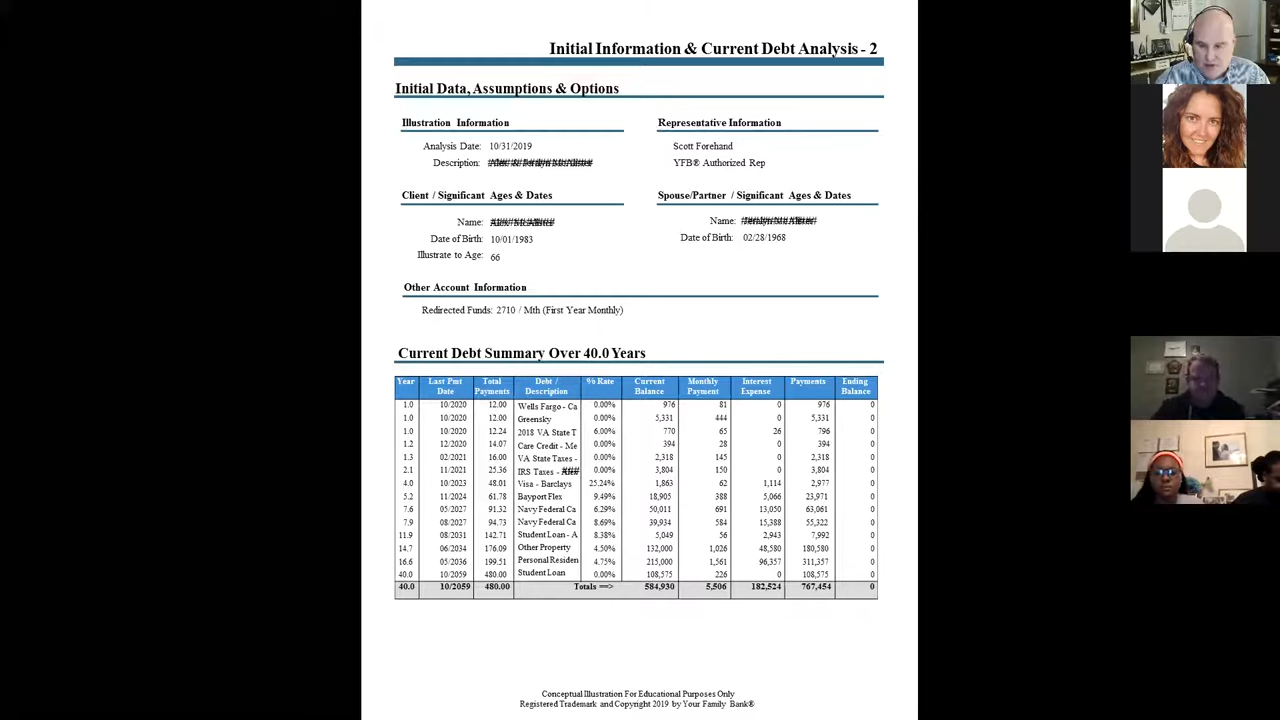 Initial Information & Current Debt Analysis - 2
Initial Data, Assumptions & Options
Illustration Information
Analysis Date: 10/31/2019
Description:
Representative Information
Scott Forehand
YFB® Authorized Rep
Client / Significant Ages & Dates
Name:
Date of Birth: 10/01/1983
Illustrate to Age: 66
Spouse/Partner / Significant Ages & Dates
Name:
Date of Birth: 02/28/1968
Other Account Information
Redirected Funds: 2710 / Mth (First Year Monthly)
Current Debt Summary Over 40.0 Years
Year Last Pmt Date Total Payments Debt / Description % Rate Current Balance Monthly Payment Interest Expense Payments Ending Balance
1.0 10/2020 12.00 Wells Fargo - Ca 0.00% 976 81 0 976 0
1.0 10/2020 12.00 Greensky 0.00% 5,331 444 0 5,331 0
1.0 10/2020 12.24 2018 VA State T 6.00% 770 65 26 796 0
1.2 12/2020 14.07 Care Credit - Me 0.00% 394 28 0 394 0
1.3 02/2021 16.00 VA State Taxes - 0.00% 2,318 145 0 2,318 0
2.1 11/2021 25.36 IRS Taxes - 0.00% 3,804 150 0 3,804 0
4.0 10/2023 48.01 Visa - Barclays 25.24% 1,863 62 1,114 2,977 0
5.2 11/2024 61.78 Bayport Flex 9.49% 18,905 388 5,066 23,971 0
7.6 05/2027 91.32 Navy Federal Ca 6.29% 50,011 691 13,050 63,061 0
7.9 08/2027 94.73 Navy Federal Ca 8.69% 39,934 584 15,388 55,322 0
11.9 08/2031 142.71 Student Loan - A 8.38% 5,049 56 2,943 7,992 0
14.7 06/2034 176.09 Other Property 4.50% 132,000 1,026 48,580 180,580 0
16.6 05/2036 199.51 Personal Residen 4.75% 215,000 1,561 96,357 311,357 0
40.0 10/2059 480.00 Student Loan 0.00% 108,575 226 0 108,575 0
40.0 10/2059 480.00 Totals ==> 584,930 5,506 182,524 767,454 0
Conceptual Illustration For Educational Purposes Only
Registered Trademark and Copyright 2019 by Your Family Bank®